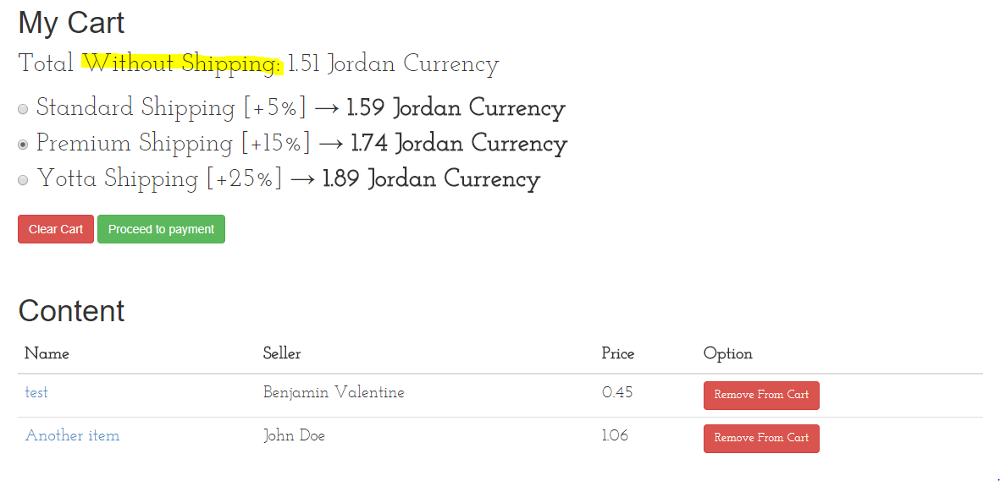 My Cart
Total Without Shipping: 1.51 Jordan Currency
Standard Shipping [+5%] → 1.59 Jordan Currency
Premium Shipping [+15%] → 1.74 Jordan Currency
Yotta Shipping [+25%] → 1.89 Jordan Currency
Clear Cart Proceed to payment
Content
Name Seller Price Option
test Benjamin Valentine 0.45 Remove From Cart
Another item John Doe 1.06 Remove From Cart
.